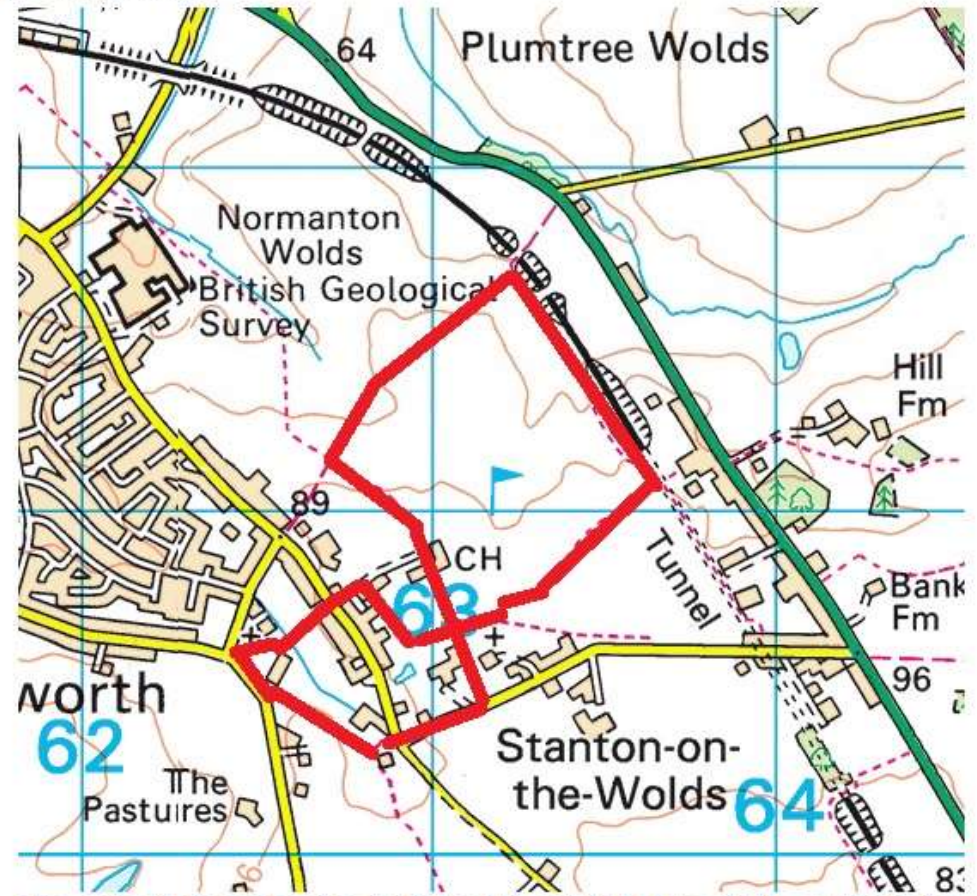 64
Plumtree Wolds
Normanton
Wolds
British Geological
Survey
Hill
Fm
89
CH
63
Tunnel
Bank
Fm
worth
62
96
Stanton-on-
the-Wolds
64
The
Pastures
90
83